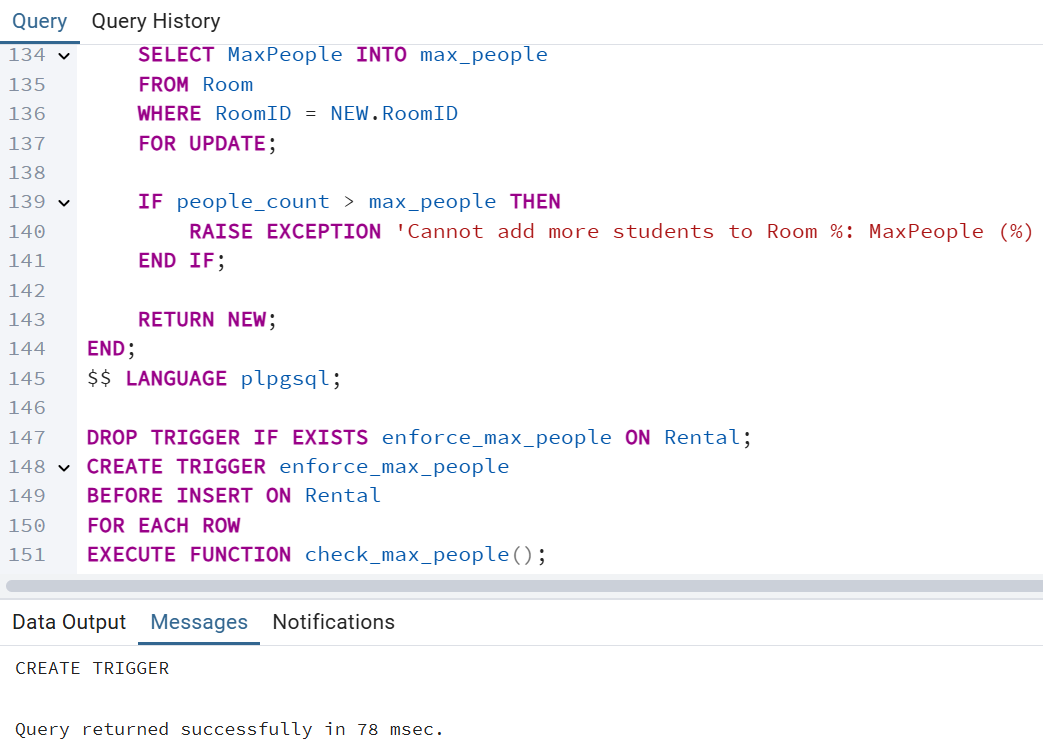 Query Query History
134 SELECT MaxPeople INTO max_people
135 FROM Room
136 WHERE RoomID = NEW.RoomID
137 FOR UPDATE;
138
139 IF people_count > max_people THEN
140 RAISE EXCEPTION 'Cannot add more students to Room %: MaxPeople (%)
141 END IF;
142
143 RETURN NEW;
144 END;
145 $$ LANGUAGE plpgsql;
146
147 DROP TRIGGER IF EXISTS enforce_max_people ON Rental;
148 CREATE TRIGGER enforce_max_people
149 BEFORE INSERT ON Rental
150 FOR EACH ROW
151 EXECUTE FUNCTION check_max_people();
Data Output Messages Notifications
CREATE TRIGGER
Query returned successfully in 78 msec.